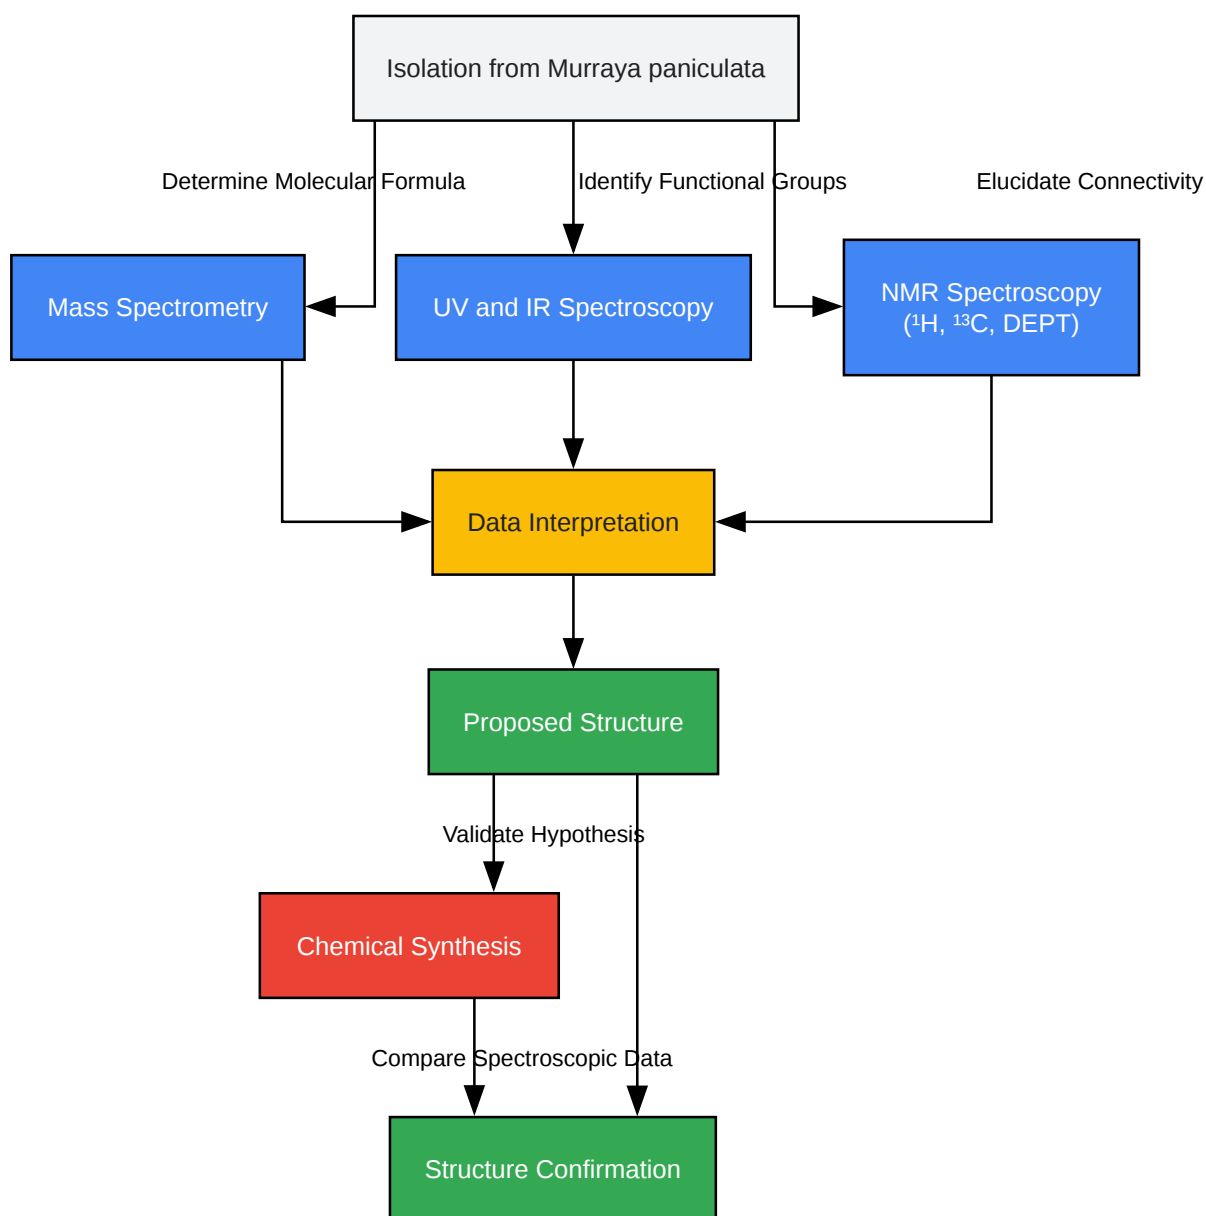 Isolation from Murraya paniculata
Determine Molecular Formula
Identify Functional Groups
Elucidate Connectivity
Mass Spectrometry
UV and IR Spectroscopy
NMR Spectroscopy
(¹H, ¹³C, DEPT)
Data Interpretation
Proposed Structure
Validate Hypothesis
Chemical Synthesis
Compare Spectroscopic Data
Structure Confirmation